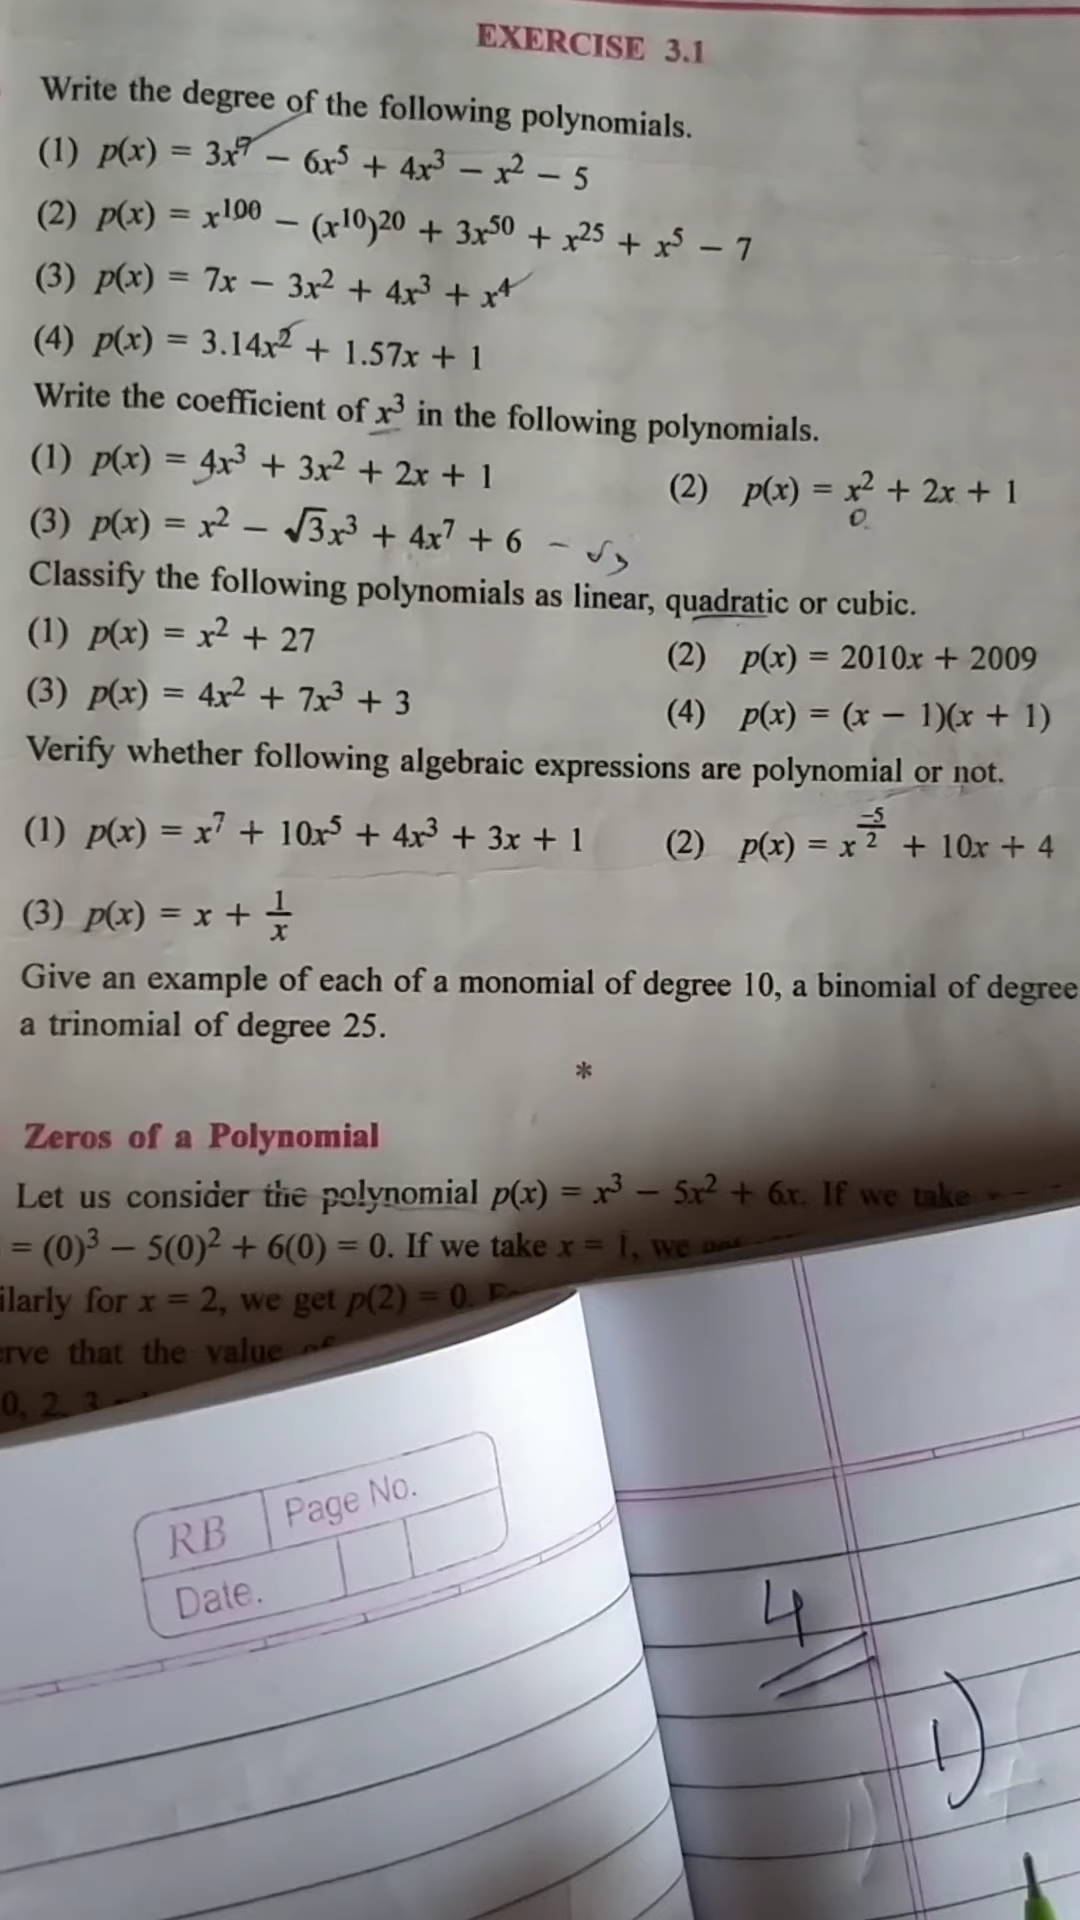 EXERCISE 3.1
Write the degree of the following polynomials.
(1) p(x) = 3x⁷ − 6x⁵ + 4x³ − x² − 5
(2) p(x) = x¹⁰⁰ − (x¹⁰)²⁰ + 3x⁵⁰ + x²⁵ + x⁵ − 7
(3) p(x) = 7x − 3x² + 4x³ + x⁴
(4) p(x) = 3.14x² + 1.57x + 1
Write the coefficient of x³ in the following polynomials.
(1) p(x) = 4x³ + 3x² + 2x + 1 (2) p(x) = x² + 2x + 1
0
(3) p(x) = x² − √3x³ + 4x⁷ + 6 − √3
Classify the following polynomials as linear, quadratic or cubic.
(1) p(x) = x² + 27 (2) p(x) = 2010x + 2009
(3) p(x) = 4x² + 7x³ + 3 (4) p(x) = (x − 1)(x + 1)
Verify whether following algebraic expressions are polynomial or not.
(1) p(x) = x⁷ + 10x⁵ + 4x³ + 3x + 1 (2) p(x) = x^(-5/2) + 10x + 4
(3) p(x) = x + 1/x
Give an example of each of a monomial of degree 10, a binomial of degree
a trinomial of degree 25.
*
Zeros of a Polynomial
Let us consider the polynomial p(x) = x³ − 5x² + 6x. If we take
= (0)³ − 5(0)² + 6(0) = 0. If we take x = 1, we
ilarly for x = 2, we get p(2) = 0.
erve that the value of
0, 2, 3
RB Page No.
Date.
4
1)